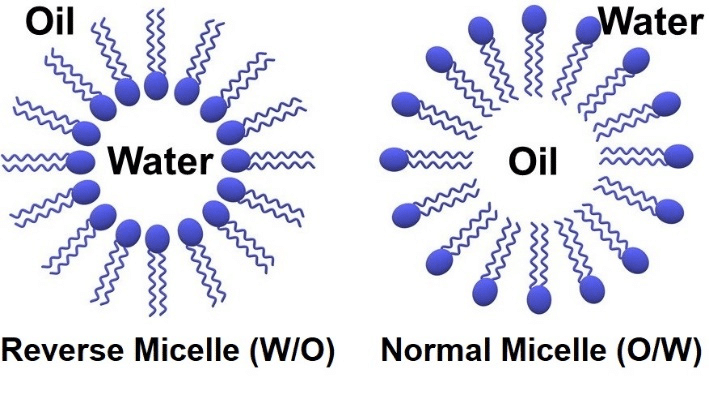 Oil
Water
Water
Oil
Reverse Micelle (W/O)
Normal Micelle (O/W)